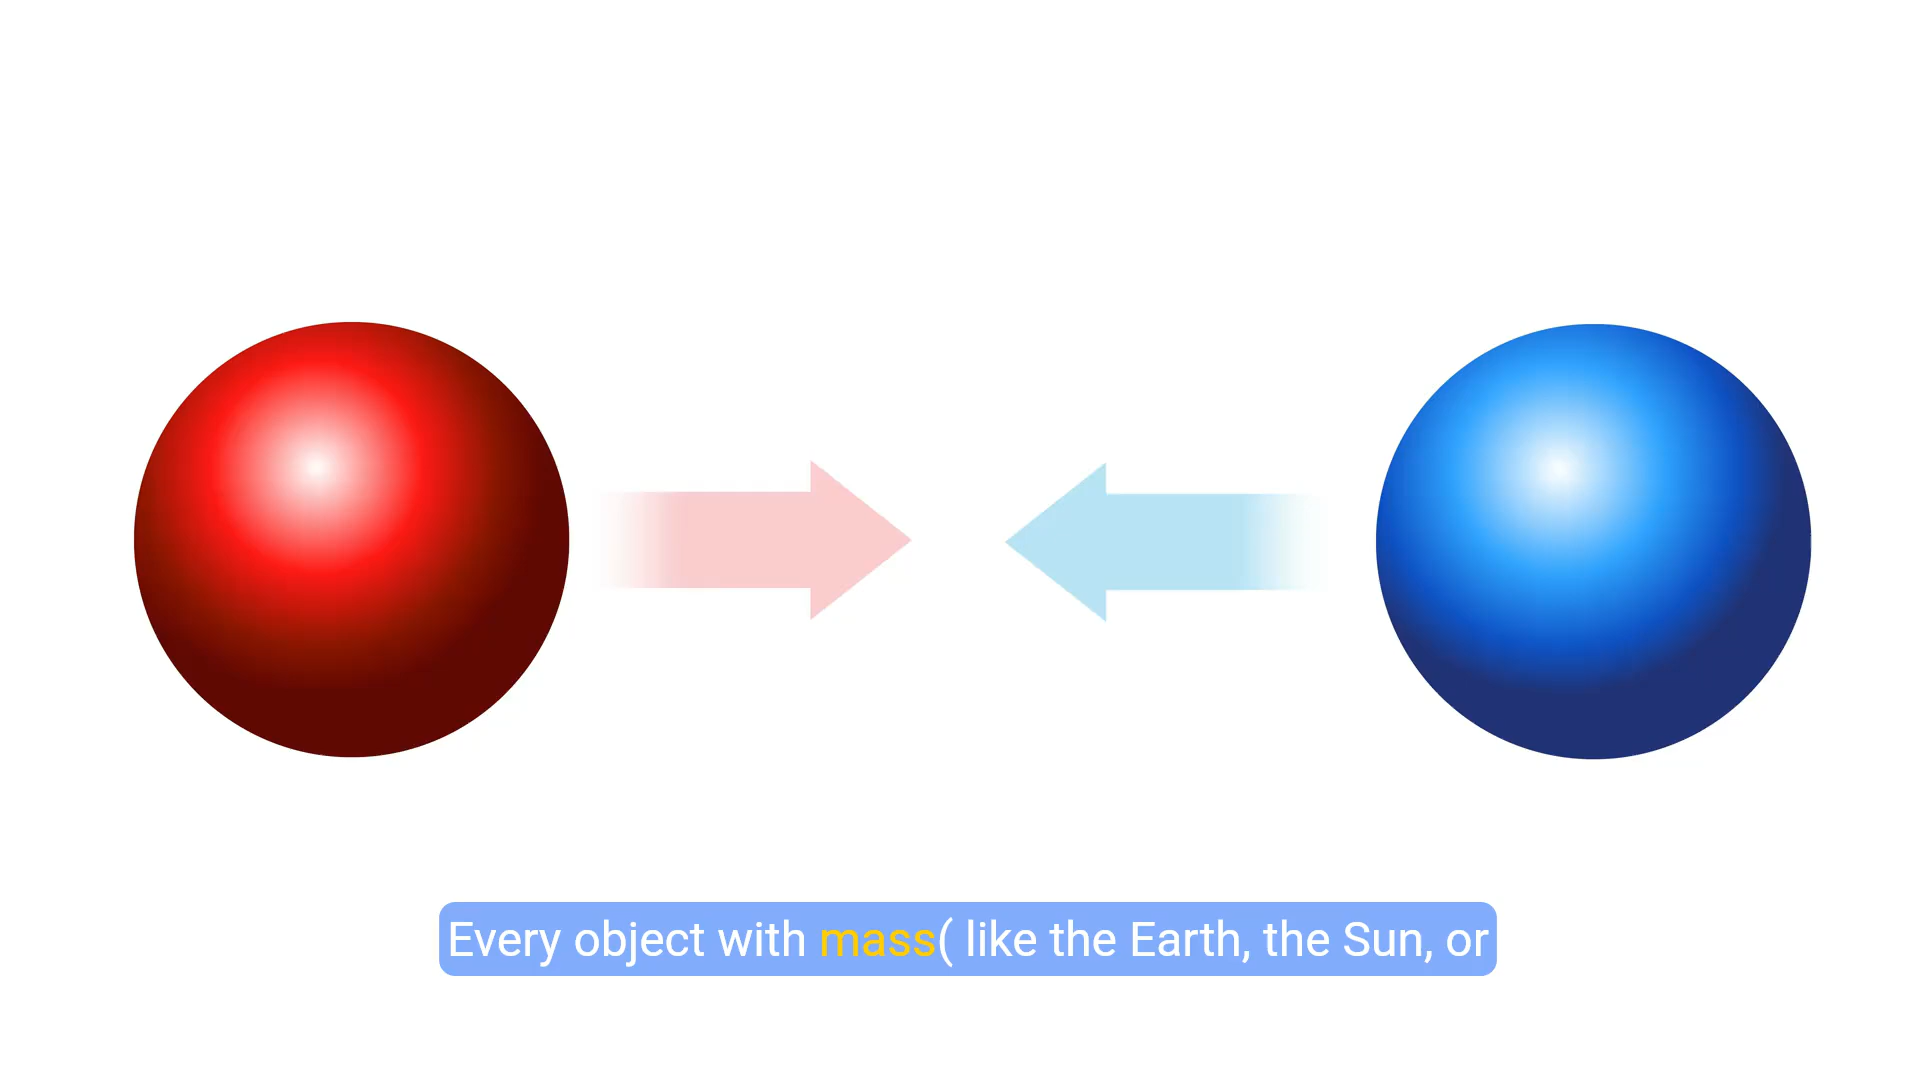 Every object with mass( like the Earth, the Sun, or